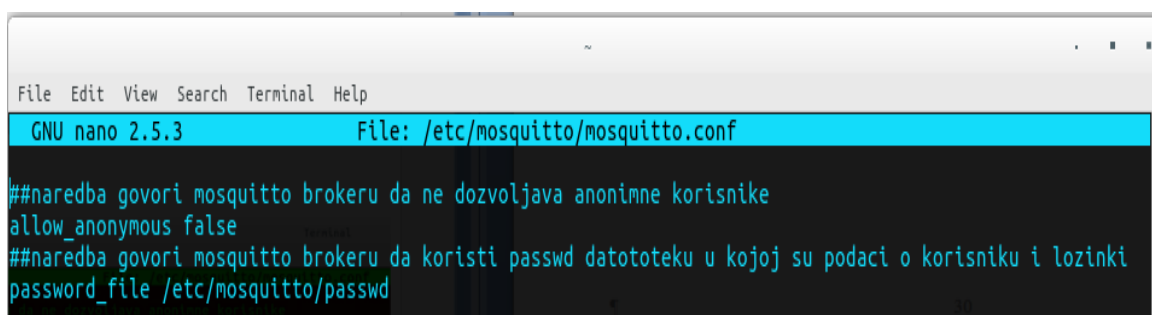 ~
File Edit View Search Terminal Help
GNU nano 2.5.3 File: /etc/mosquitto/mosquitto.conf
##naredba govori mosquitto brokeru da ne dozvoljava anonimne korisnike
allow_anonymous false
##naredba govori mosquitto brokeru da koristi passwd datototeku u kojoj su podaci o korisniku i lozinki
password_file /etc/mosquitto/passwd